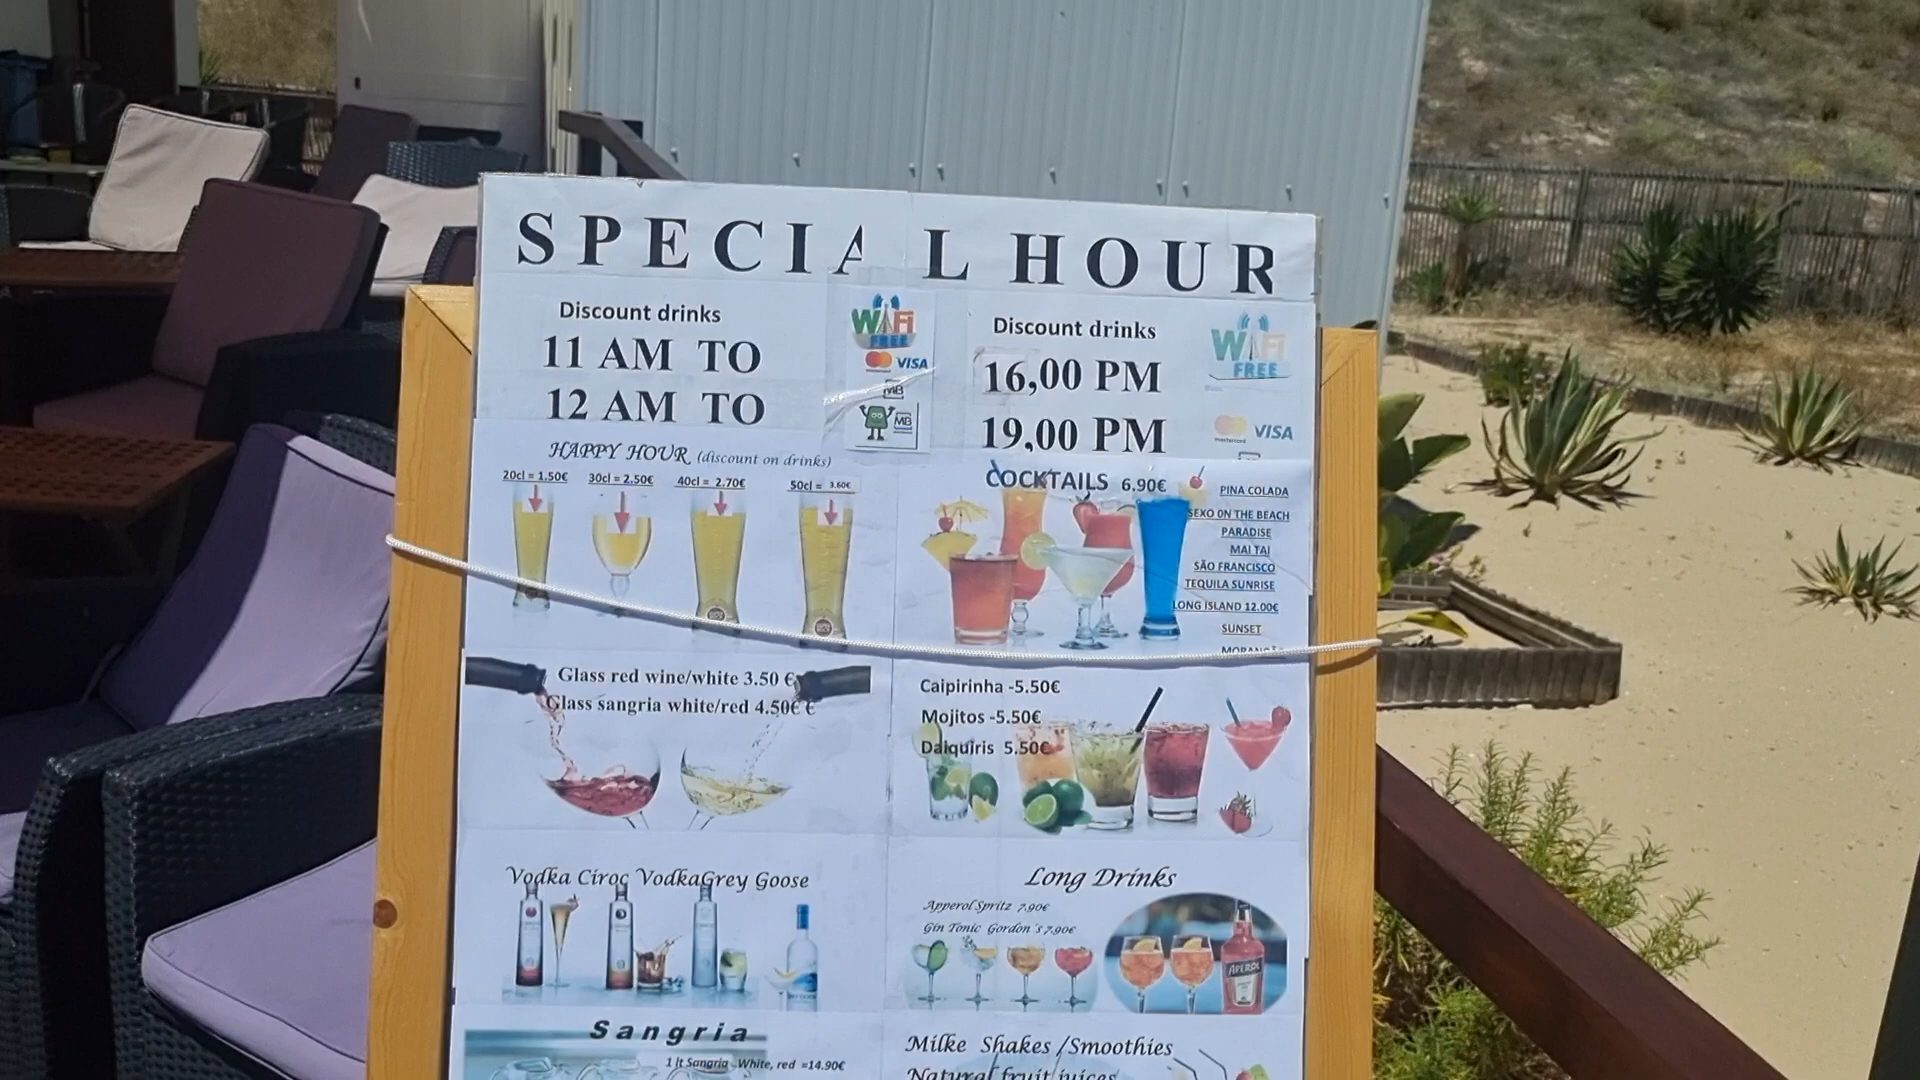 SPECIAL HOUR
Discount drinks
11 AM TO
12 AM TO
WiFi
FREE
VISA
MB
MB
Discount drinks
16,00 PM
19,00 PM
WiFi
FREE
mastercard
VISA
HAPPY HOUR (discount on drinks)
20cl = 1.50€ 30cl = 2.50€ 40cl = 2.70€ 50cl = 3.60€
COCKTAILS 6.90€
PINA COLADA
SEXO ON THE BEACH
PARADISE
MAI TAI
SÃO FRANCISCO
TEQUILA SUNRISE
LONG ISLAND 12.00€
SUNSET
Glass red wine/white 3.50 €
Glass sangria white/red 4.50€ €
Caipirinha -5.50€
Mojitos -5.50€
Daiquiris 5.50€
Vodka Ciroc VodkaGrey Goose
Long Drinks
Apperol Spritz 7.90€
Gin Tonic Gordon's 7.90€
APEROL
Sangria
1 lt Sangria White, red =14.90€
Milke Shakes /Smoothies
Natural fruit juices